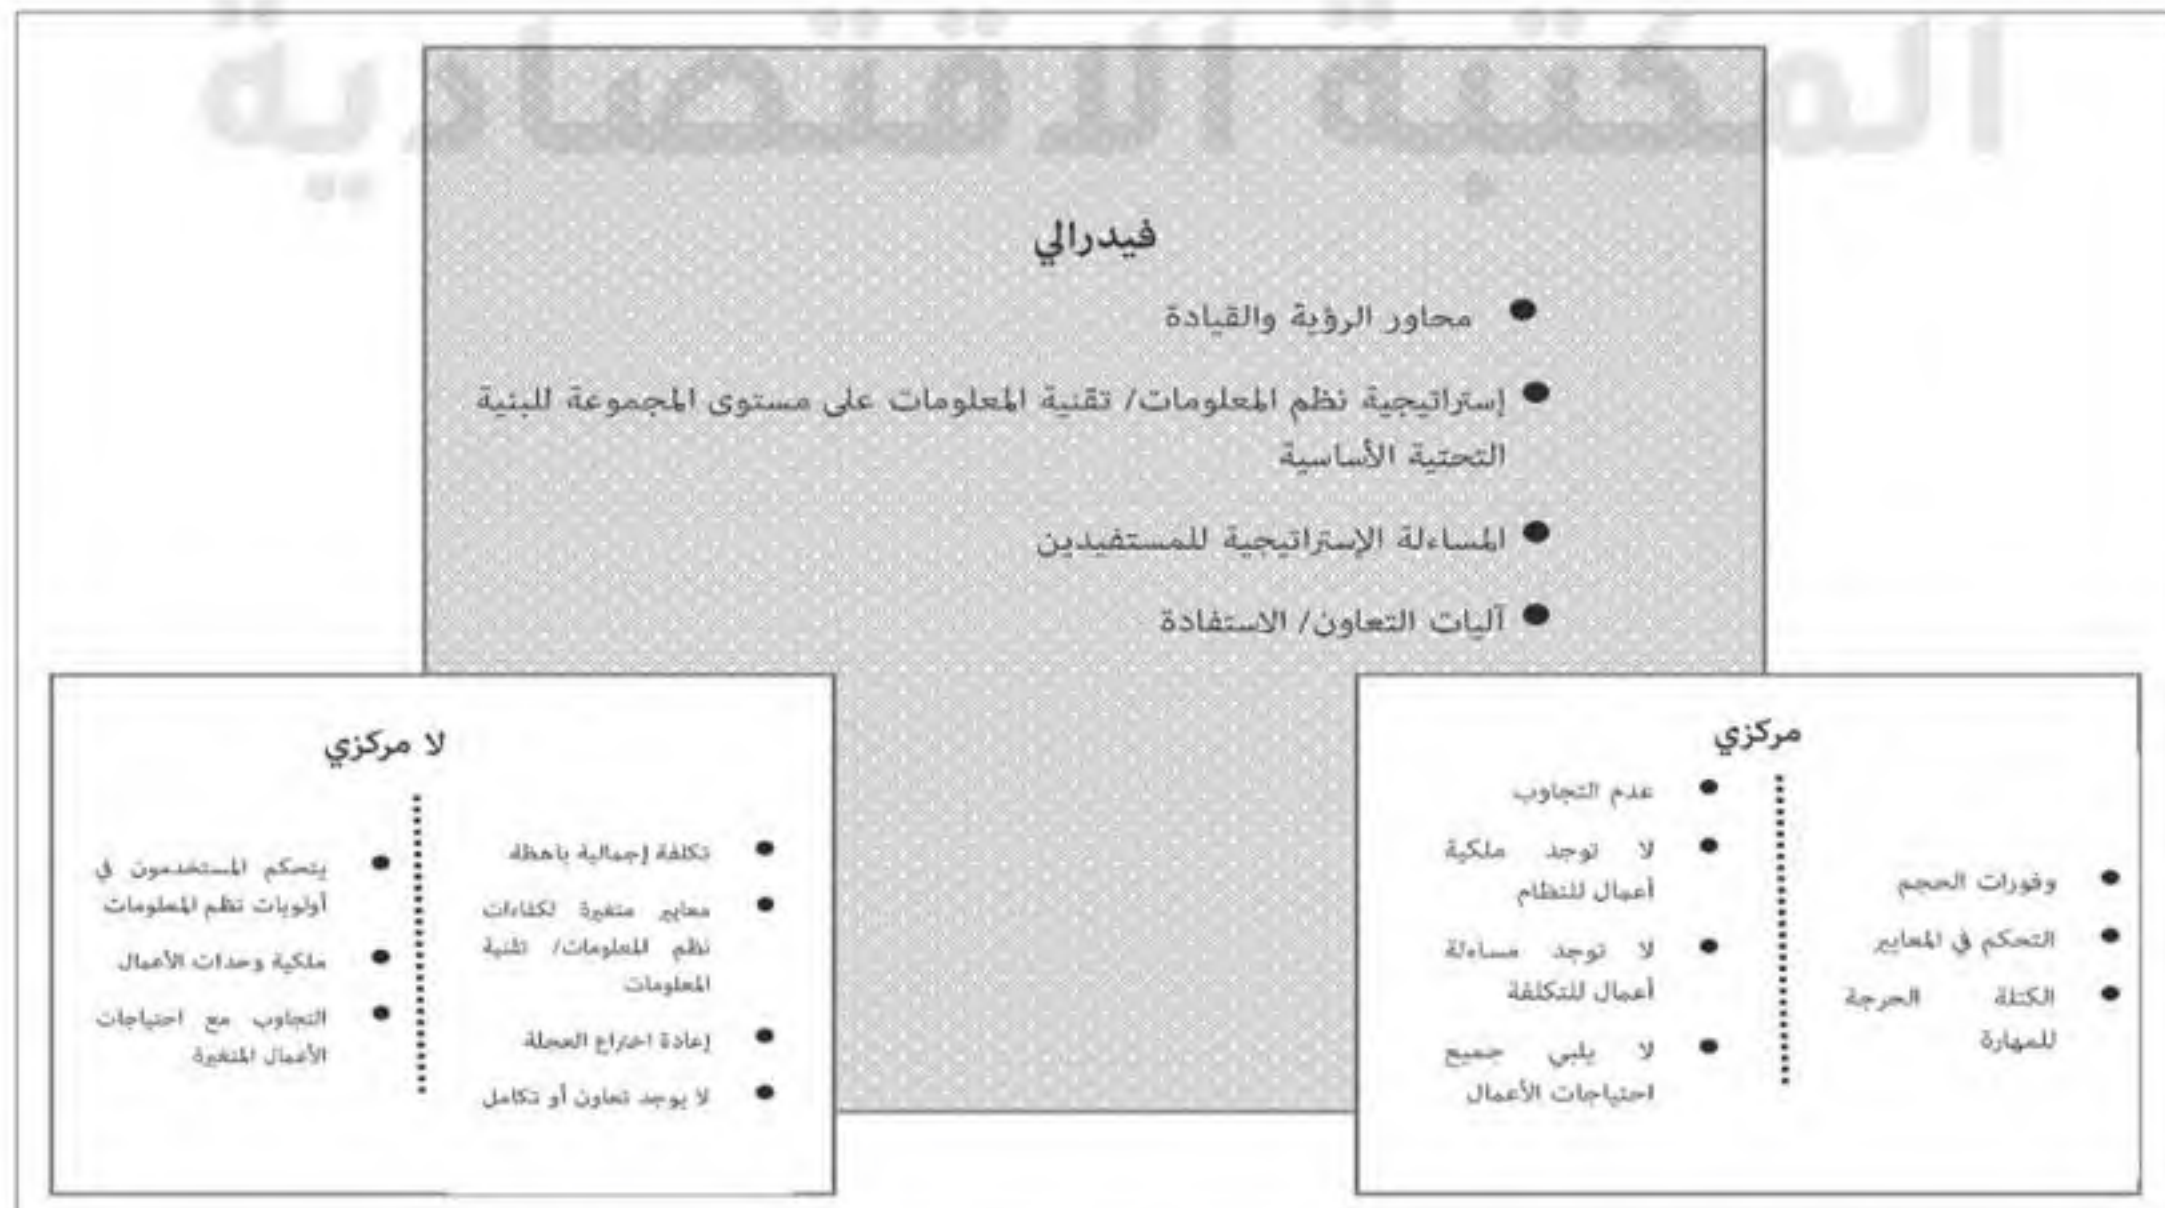 المكتبة الاقتصادية
فيدرالي
● محاور الرؤية والقيادة
● إستراتيجية نظم المعلومات/ تقنية المعلومات على مستوى المجموعة للبنية
التحتية الأساسية
● المساءلة الإستراتيجية للمستفيدين
● آليات التعاون/ الاستفادة
مركزي
● وفورات الحجم
● التحكم في المعايير
● الكتلة الحرجة
للمهارة
● عدم التجاوب
● لا توجد ملكية
أعمال للنظام
● لا توجد مساءلة
أعمال للتكلفة
● لا يلبي جميع
احتياجات الأعمال
لا مركزي
● تكلفة إجمالية باهظة
● معايير متغيرة لكفاءات
نظم المعلومات/ تقنية
المعلومات
● إعادة اختراع العجلة
● لا يوجد تعاون أو تكامل
● يتحكم المستخدمون في
أولويات نظم المعلومات
● ملكية وحدات الأعمال
● التجاوب مع احتياجات
الأعمال المتغيرة